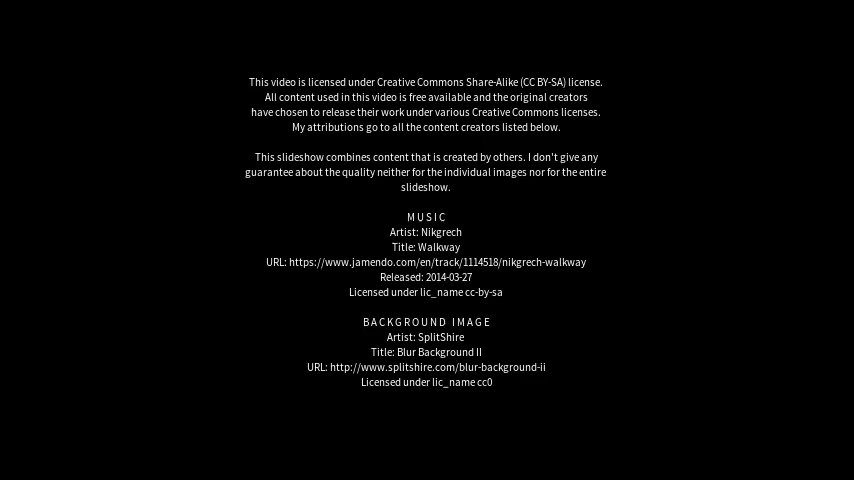 This video is licensed under Creative Commons Share-Alike (CC BY-SA) license.
All content used in this video is free available and the original creators
have chosen to release their work under various Creative Commons licenses.
My attributions go to all the content creators listed below.
This slideshow combines content that is created by others. I don't give any
guarantee about the quality neither for the individual images nor for the entire
slideshow.
MUSIC
Artist: Nikgrech
Title: Walkway
URL: https://www.jamendo.com/en/track/1114518/nikgrech-walkway
Released: 2014-03-27
Licensed under lic_name cc-by-sa
BACKGROUND IMAGE
Artist: SplitShire
Title: Blur Background II
URL: http://www.splitshire.com/blur-background-ii
Licensed under lic_name cc0